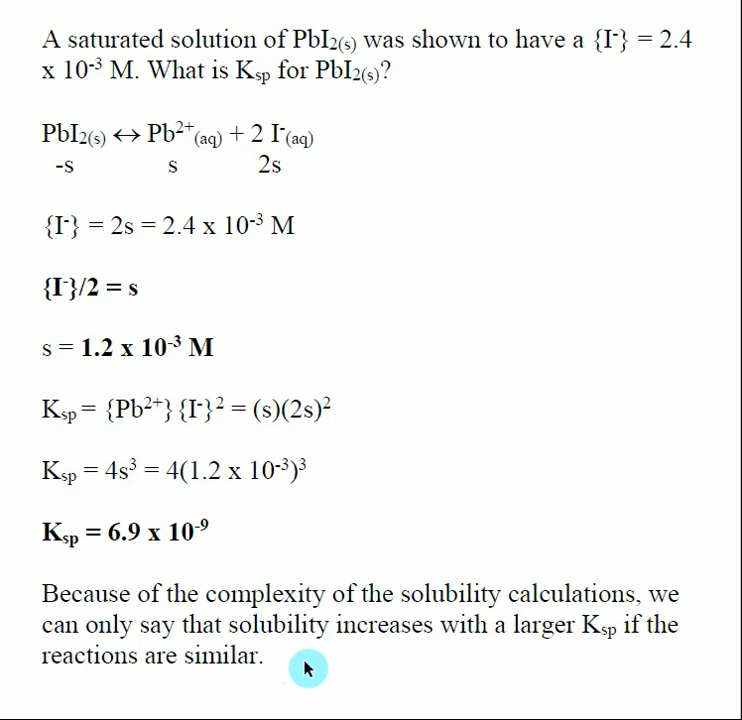 A saturated solution of PbI₂₍s₎ was shown to have a {I⁻} = 2.4
x 10⁻³ M. What is Ksp for PbI₂₍s₎?
PbI₂₍s₎ ↔ Pb²⁺(aq) + 2 I⁻(aq)
-s s 2s
{I⁻} = 2s = 2.4 x 10⁻³ M
{I⁻}/2 = s
s = 1.2 x 10⁻³ M
Ksp = {Pb²⁺}{I⁻}² = (s)(2s)²
Ksp = 4s³ = 4(1.2 x 10⁻³)³
Ksp = 6.9 x 10⁻⁹
Because of the complexity of the solubility calculations, we
can only say that solubility increases with a larger Ksp if the
reactions are similar.